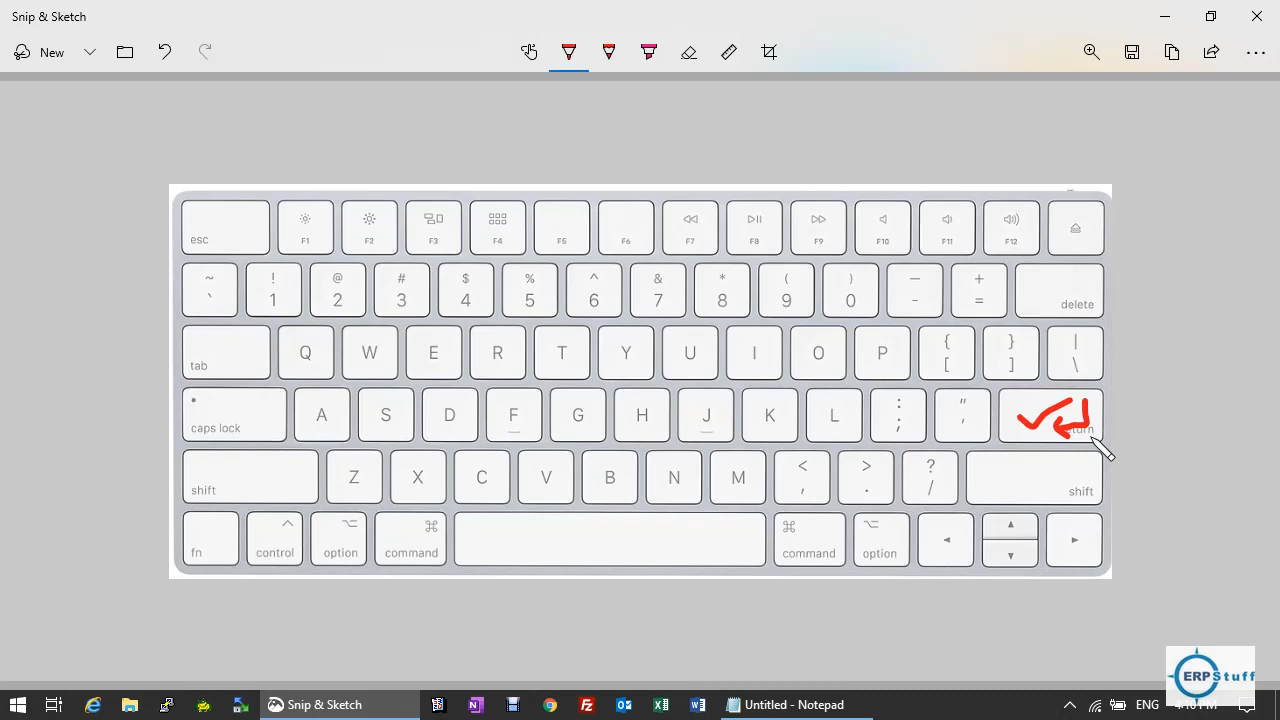 Snip & Sketch
New
esc F1 F2 F3 F4 F5 F6 F7 F8 F9 F10 F11 F12
~ ! @ # $ % ^ & * ( ) — +
` 1 2 3 4 5 6 7 8 9 0 - = delete
tab Q W E R T Y U I O P { [ } ] | \
caps lock A S D F G H J K L : ; " '
shift Z X C V B N M < , > . ? / shift
fn control option command command option
Snip & Sketch
Untitled - Notepad
ENG
ERPStuff